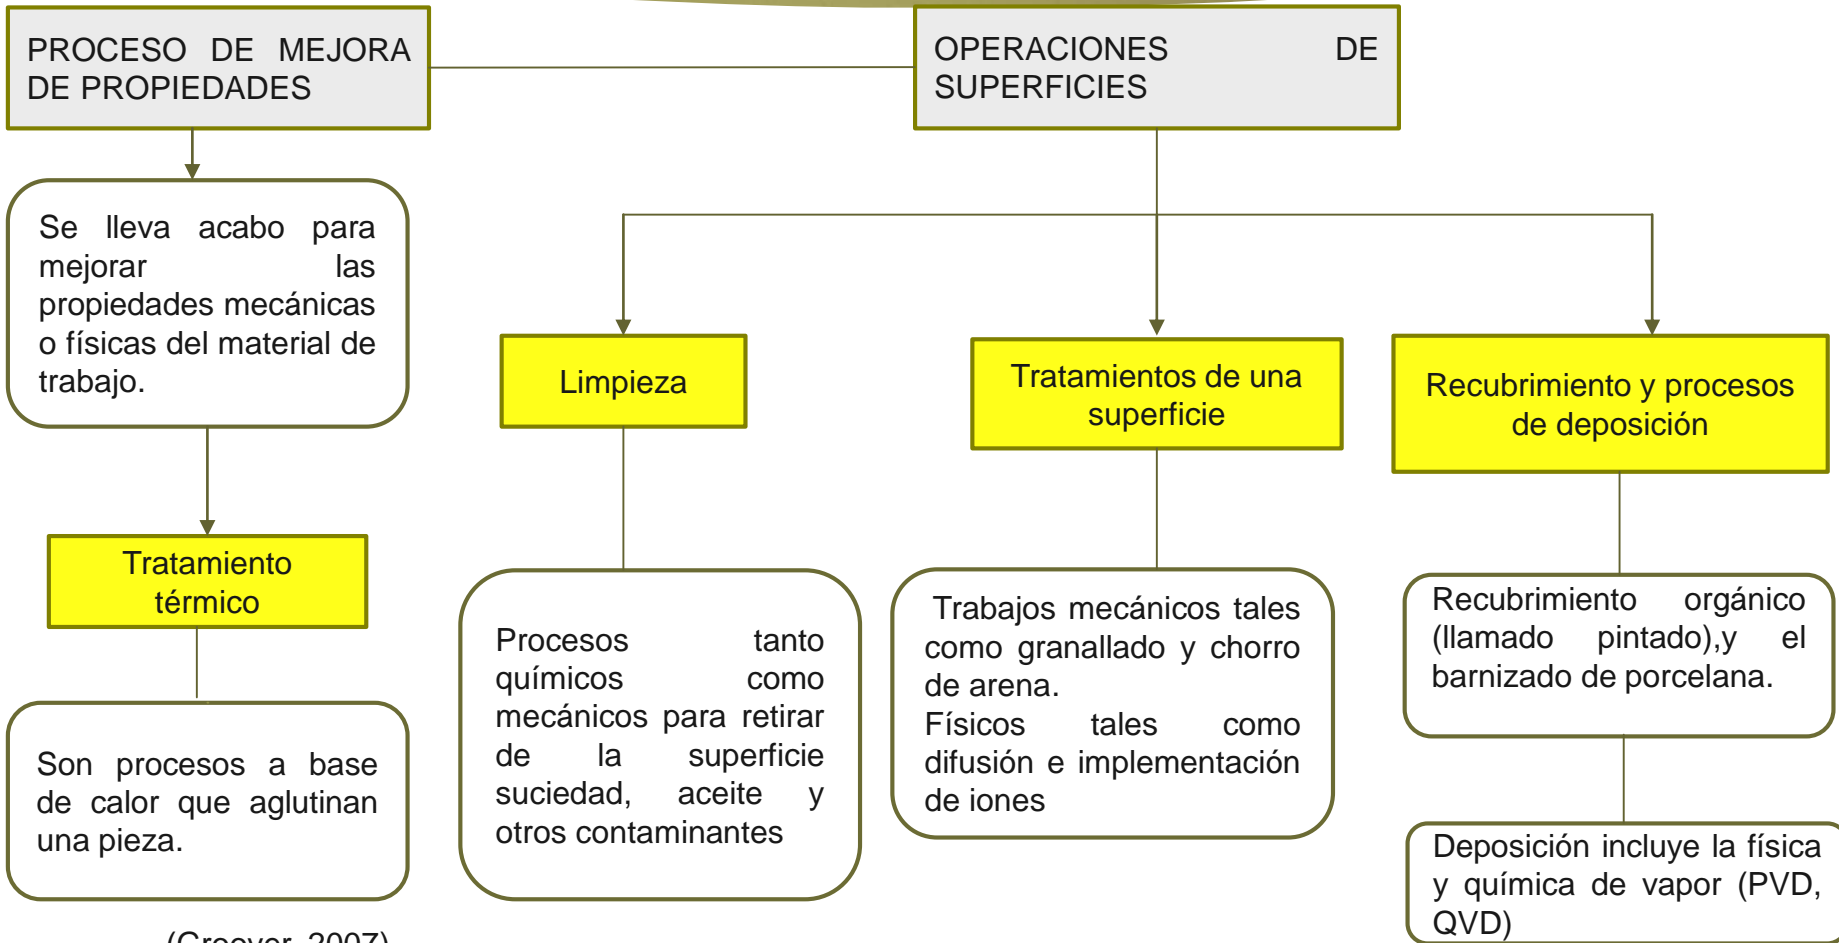 PROCESO DE MEJORA
DE PROPIEDADES
OPERACIONES DE
SUPERFICIES
Se lleva acabo para
mejorar las
propiedades mecánicas
o físicas del material de
trabajo.
Tratamiento
térmico
Son procesos a base
de calor que aglutinan
una pieza.
Limpieza
Procesos tanto
químicos como
mecánicos para retirar
de la superficie
suciedad, aceite y
otros contaminantes
Tratamientos de una
superficie
Trabajos mecánicos tales
como granallado y chorro
de arena.
Físicos tales como
difusión e implementación
de iones
Recubrimiento y procesos
de deposición
Recubrimiento orgánico
(llamado pintado),y el
barnizado de porcelana.
Deposición incluye la física
y química de vapor (PVD,
QVD)
(Groover, 2007)